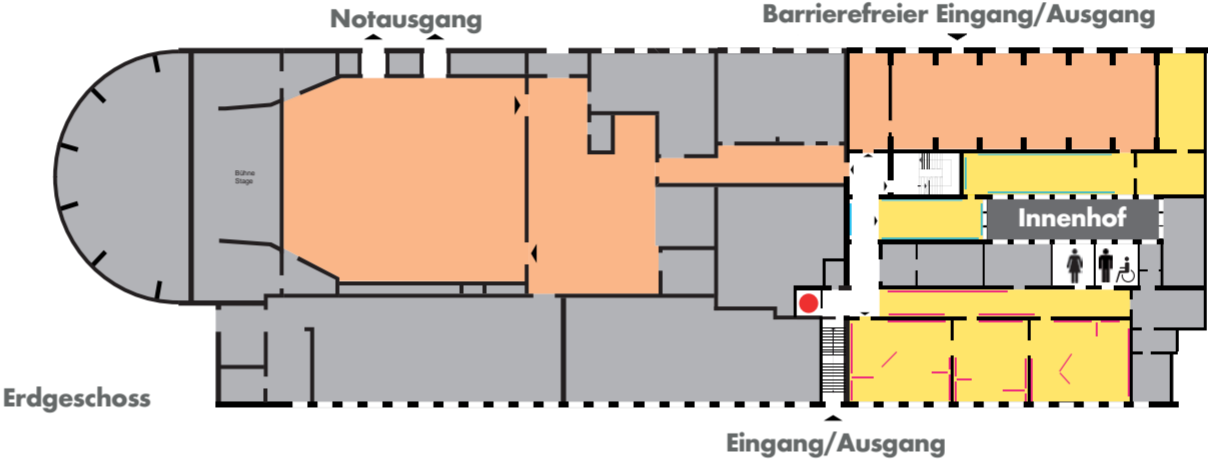 Notausgang
Barrierefreier Eingang/Ausgang
Bühne
Stage
Innenhof
Erdgeschoss
Eingang/Ausgang